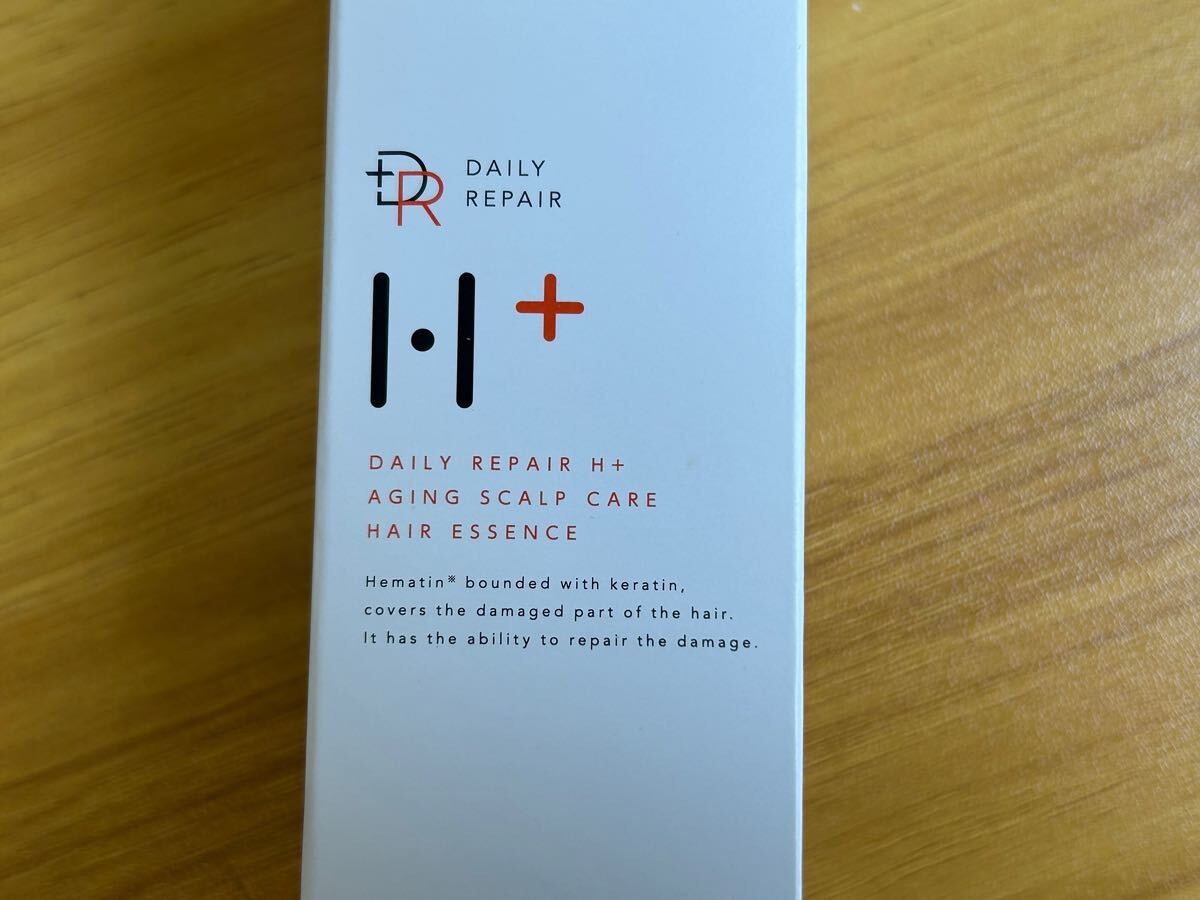 DR
DAILY
REPAIR
H+
DAILY REPAIR H+
AGING SCALP CARE
HAIR ESSENCE
Hematin※ bounded with keratin,
covers the damaged part of the hair.
It has the ability to repair the damage.